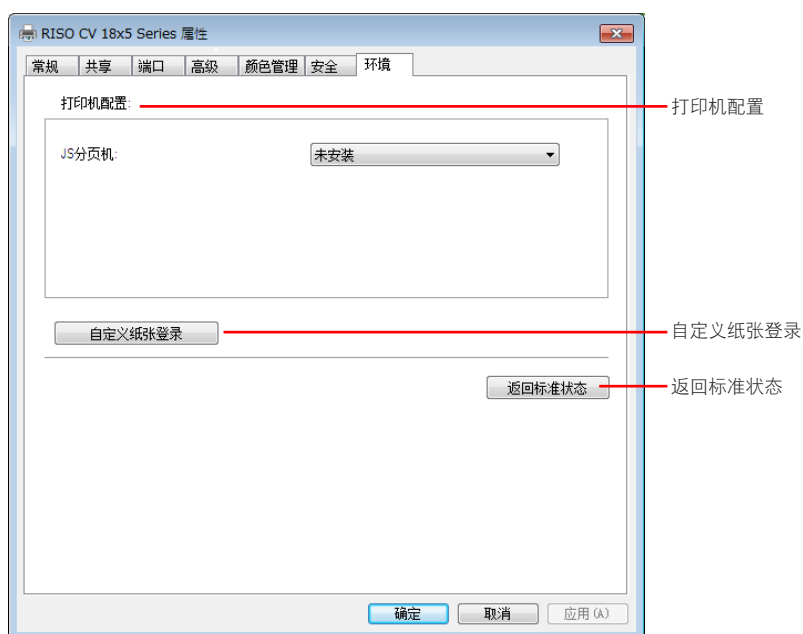 RISO CV 18x5 Series 属性
常规 共享 端口 高级 颜色管理 安全 环境
打印机配置:
打印机配置
JS分页机: 未安装
自定义纸张登录
自定义纸张登录
返回标准状态
返回标准状态
确定 取消 应用(A)